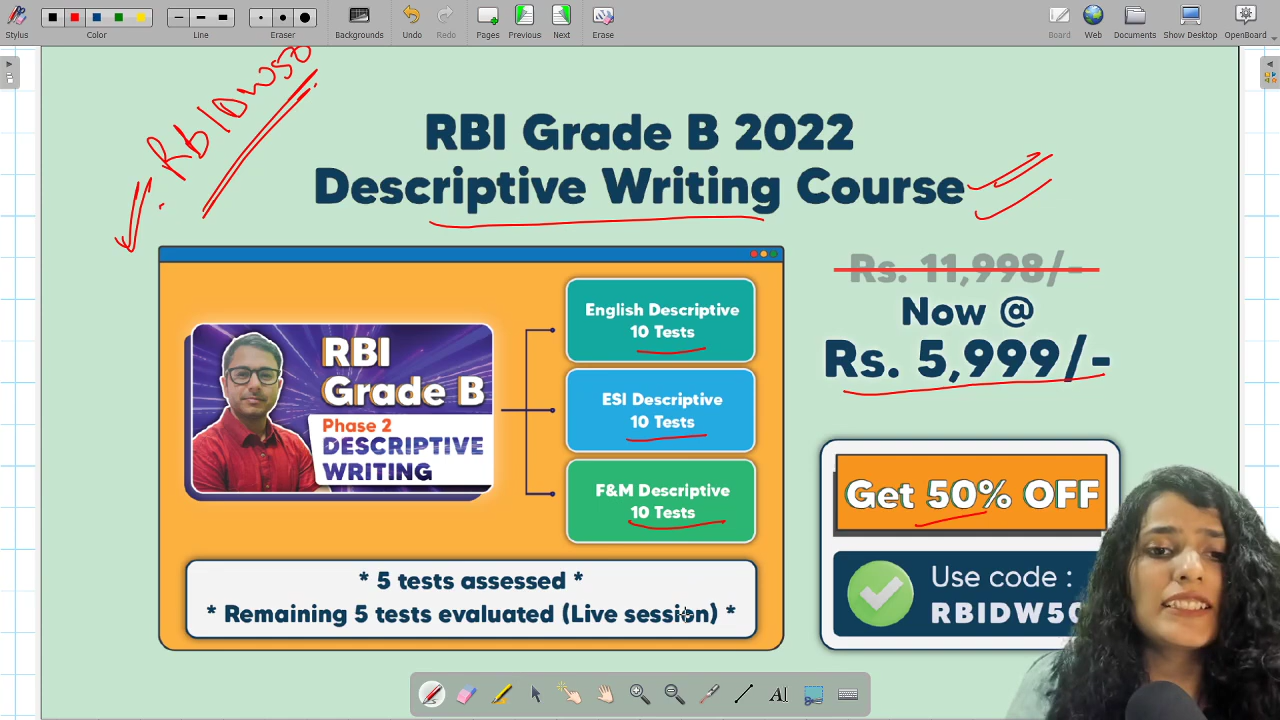 Stylus
Color
Line
Eraser
Backgrounds
Undo
Redo
Pages
Previous
Next
Erase
Board
Web
Documents
Show Desktop
OpenBoard
RbIDW50
RBI Grade B 2022
Descriptive Writing Course
RBI
Grade B
Phase 2
DESCRIPTIVE
WRITING
English Descriptive
10 Tests
ESI Descriptive
10 Tests
F&M Descriptive
10 Tests
* 5 tests assessed *
* Remaining 5 tests evaluated (Live session) *
Rs. 11,998/-
Now @
Rs. 5,999/-
Get 50% OFF
Use code :
RBIDW50
AI